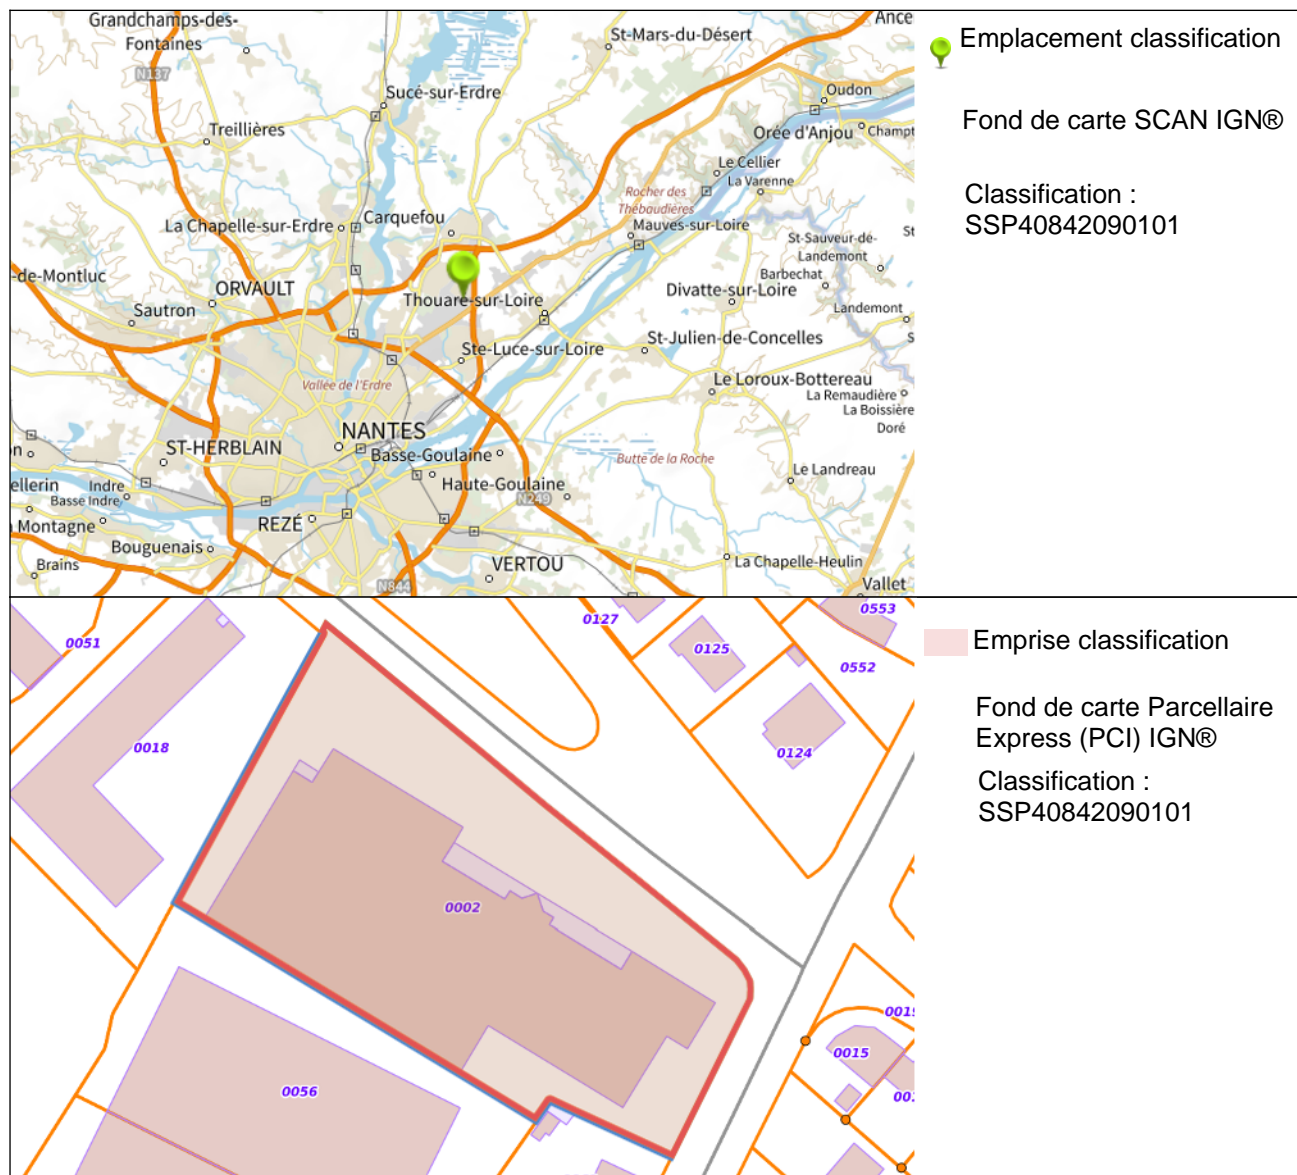 Grandchamps-des-
Fontaines
N137
St-Mars-du-Désert
Ance
Sucé-sur-Erdre
Oudon
Treillières
Orée d'Anjou
Champt
Le Cellier
La Varenne
Rocher des
Thébaudières
Carquefou
La Chapelle-sur-Erdre
Mauves-sur-Loire
St-Sauveur-de-
Landemont
St
-de-Montluc
Barbechat
ORVAULT
Thouaré-sur-Loire
Divatte-sur-Loire
Sautron
Landemont
St-Julien-de-Concelles
S
Ste-Luce-sur-Loire
Vallée de l'Erdre
Le Loroux-Bottereau
La Remaudière
La Boissière
Doré
NANTES
ST-HERBLAIN
Basse-Goulaine
Butte de la Roche
n
Le Landreau
ellerin
Indre
Haute-Goulaine
Basse Indre
N249
Montagne
REZÉ
Bouguenais
La Chapelle-Heulin
Brains
VERTOU
N844
Vallet
Emplacement classification
Fond de carte SCAN IGN®
Classification :
SSP40842090101
0051
0127
0553
0125
0552
0018
0124
0002
0015
0056
Emprise classification
Fond de carte Parcellaire
Express (PCI) IGN®
Classification :
SSP40842090101